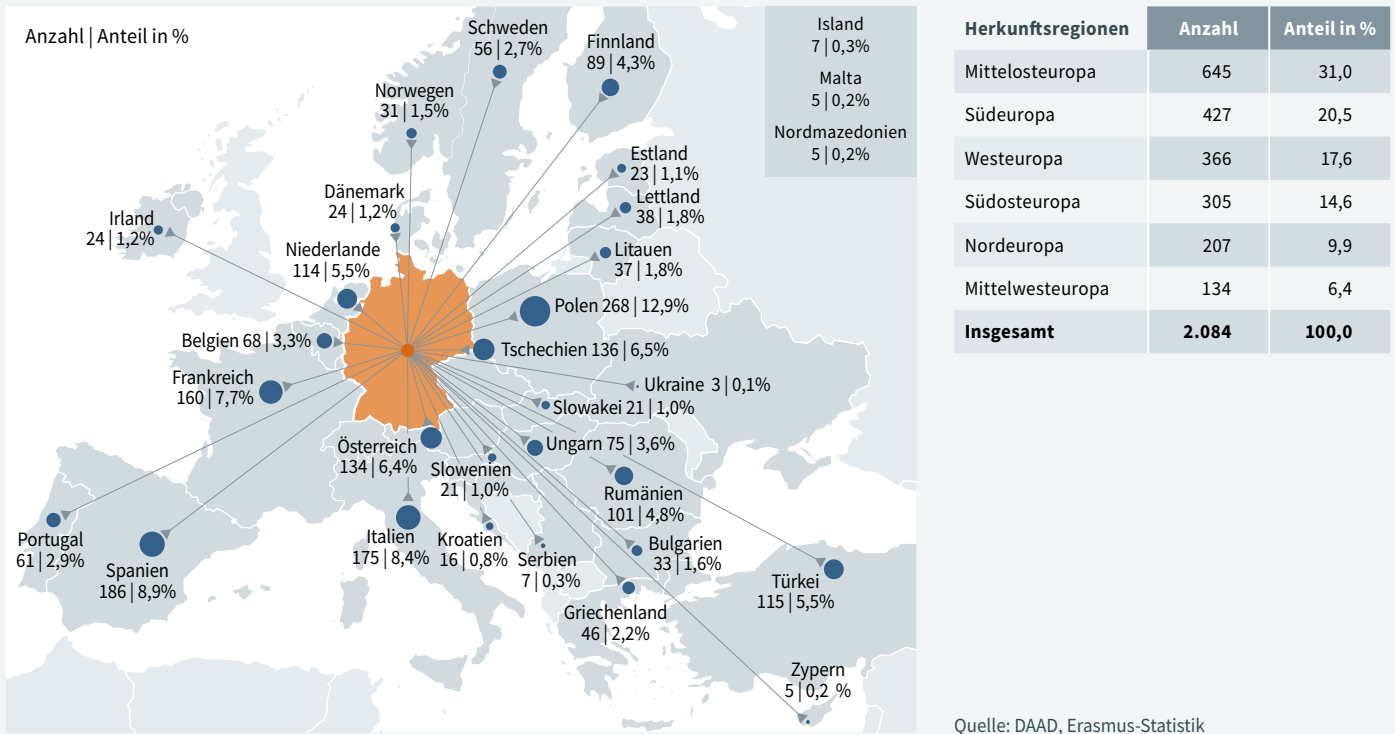 Anzahl | Anteil in %
Schweden
56 | 2,7%
Finnland
89 | 4,3%
Norwegen
31 | 1,5%
Island
7 | 0,3%
Malta
5 | 0,2%
Nordmazedonien
5 | 0,2%
Estland
23 | 1,1%
Lettland
38 | 1,8%
Dänemark
24 | 1,2%
Irland
24 | 1,2%
Niederlande
114 | 5,5%
Litauen
37 | 1,8%
Polen 268 | 12,9%
Belgien 68 | 3,3%
Tschechien 136 | 6,5%
Frankreich
160 | 7,7%
Ukraine 3 | 0,1%
Slowakei 21 | 1,0%
Österreich
134 | 6,4%
Ungarn 75 | 3,6%
Slowenien
21 | 1,0%
Rumänien
101 | 4,8%
Portugal
61 | 2,9%
Spanien
186 | 8,9%
Italien
175 | 8,4%
Kroatien
16 | 0,8%
Serbien
7 | 0,3%
Bulgarien
33 | 1,6%
Türkei
115 | 5,5%
Griechenland
46 | 2,2%
Zypern
5 | 0,2 %
Herkunftsregionen Anzahl Anteil in %
Mittelosteuropa 645 31,0
Südeuropa 427 20,5
Westeuropa 366 17,6
Südosteuropa 305 14,6
Nordeuropa 207 9,9
Mittelwesteuropa 134 6,4
Insgesamt 2.084 100,0
Quelle: DAAD, Erasmus-Statistik